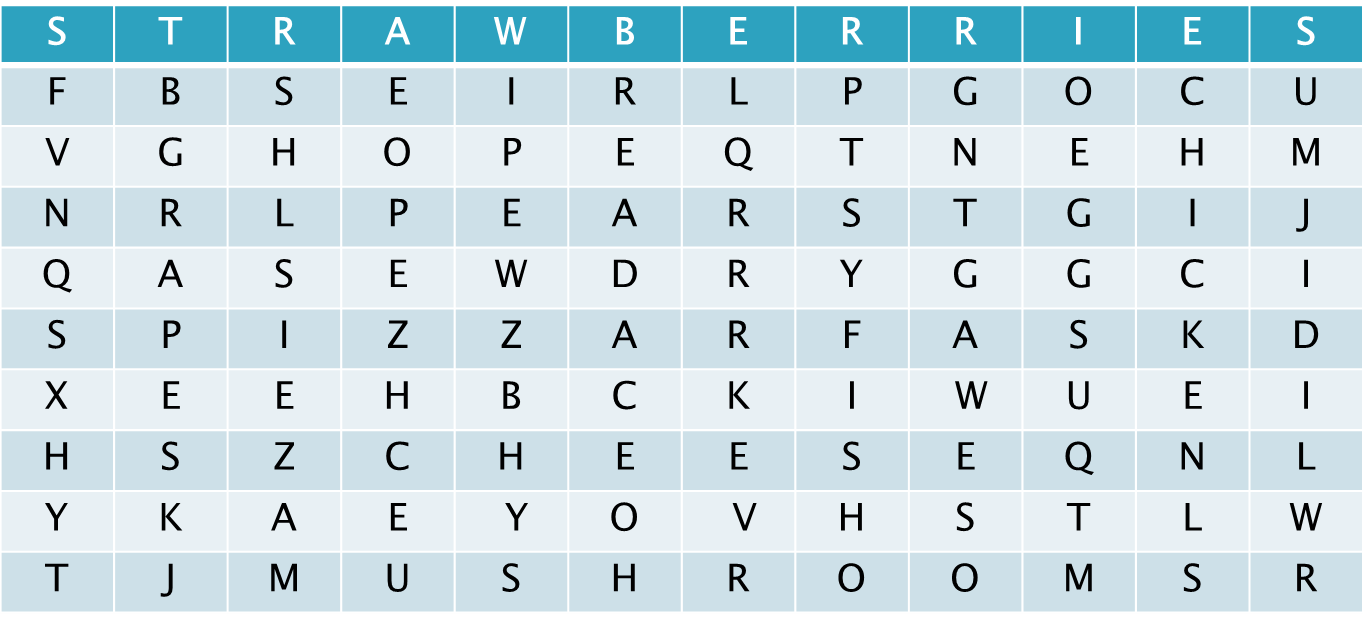 S T R A W B E R R I E S
F B S E I R L P G O C U
V G H O P E Q T N E H M
N R L P E A R S T G I J
Q A S E W D R Y G G C I
S P I Z Z A R F A S K D
X E E H B C K I W U E I
H S Z C H E E S E Q N L
Y K A E Y O V H S T L W
T J M U S H R O O M S R